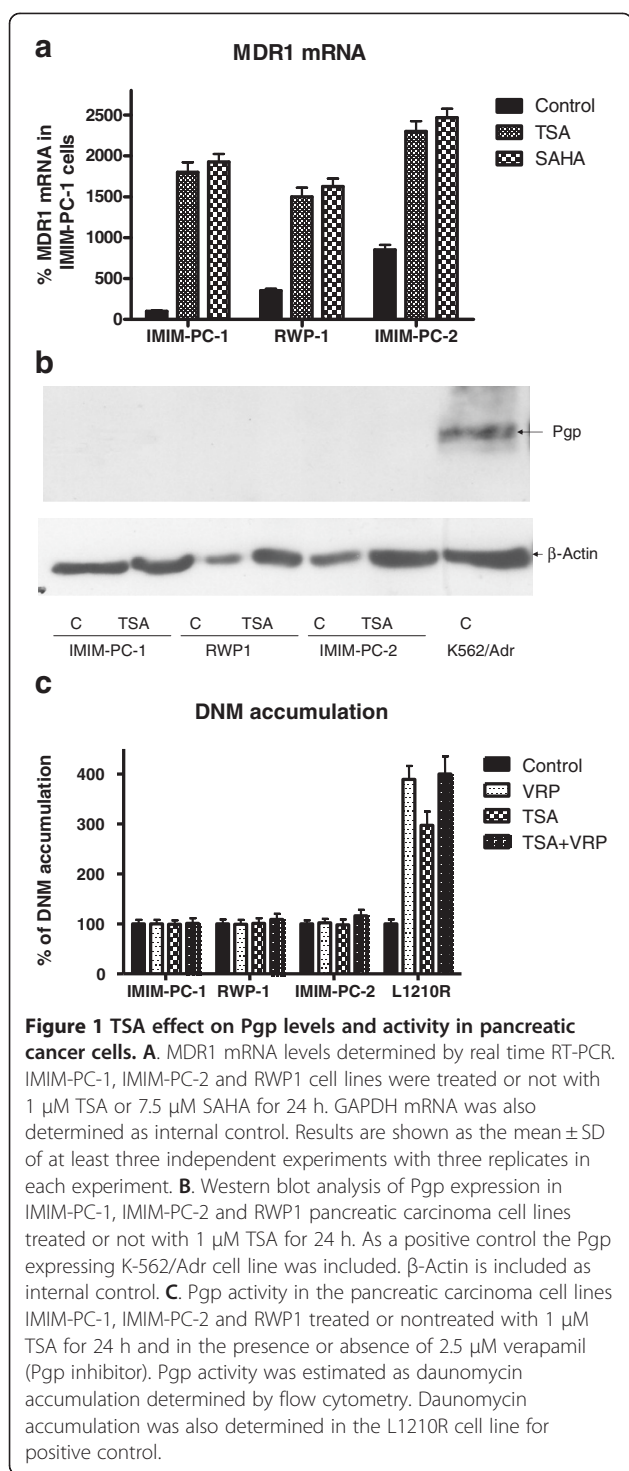 a
MDR1 mRNA
% MDR1 mRNA in
IMIM-PC-1 cells
2500
2000
1500
1000
500
0
IMIM-PC-1 RWP-1 IMIM-PC-2
Control
TSA
SAHA
b
Pgp
β-Actin
C TSA C TSA C TSA C
IMIM-PC-1 RWP1 IMIM-PC-2 K562/Adr
c
DNM accumulation
% of DNM accumulation
400
300
200
100
0
IMIM-PC-1 RWP-1 IMIM-PC-2 L1210R
Control
VRP
TSA
TSA+VRP
Figure 1 TSA effect on Pgp levels and activity in pancreatic
cancer cells. A. MDR1 mRNA levels determined by real time RT-PCR.
IMIM-PC-1, IMIM-PC-2 and RWP1 cell lines were treated or not with
1 μM TSA or 7.5 μM SAHA for 24 h. GAPDH mRNA was also
determined as internal control. Results are shown as the mean ± SD
of at least three independent experiments with three replicates in
each experiment. B. Western blot analysis of Pgp expression in
IMIM-PC-1, IMIM-PC-2 and RWP1 pancreatic carcinoma cell lines
treated or not with 1 μM TSA for 24 h. As a positive control the Pgp
expressing K-562/Adr cell line was included. β-Actin is included as
internal control. C. Pgp activity in the pancreatic carcinoma cell lines
IMIM-PC-1, IMIM-PC-2 and RWP1 treated or nontreated with 1 μM
TSA for 24 h and in the presence or absence of 2.5 μM verapamil
(Pgp inhibitor). Pgp activity was estimated as daunomycin
accumulation determined by flow cytometry. Daunomycin
accumulation was also determined in the L1210R cell line for
positive control.